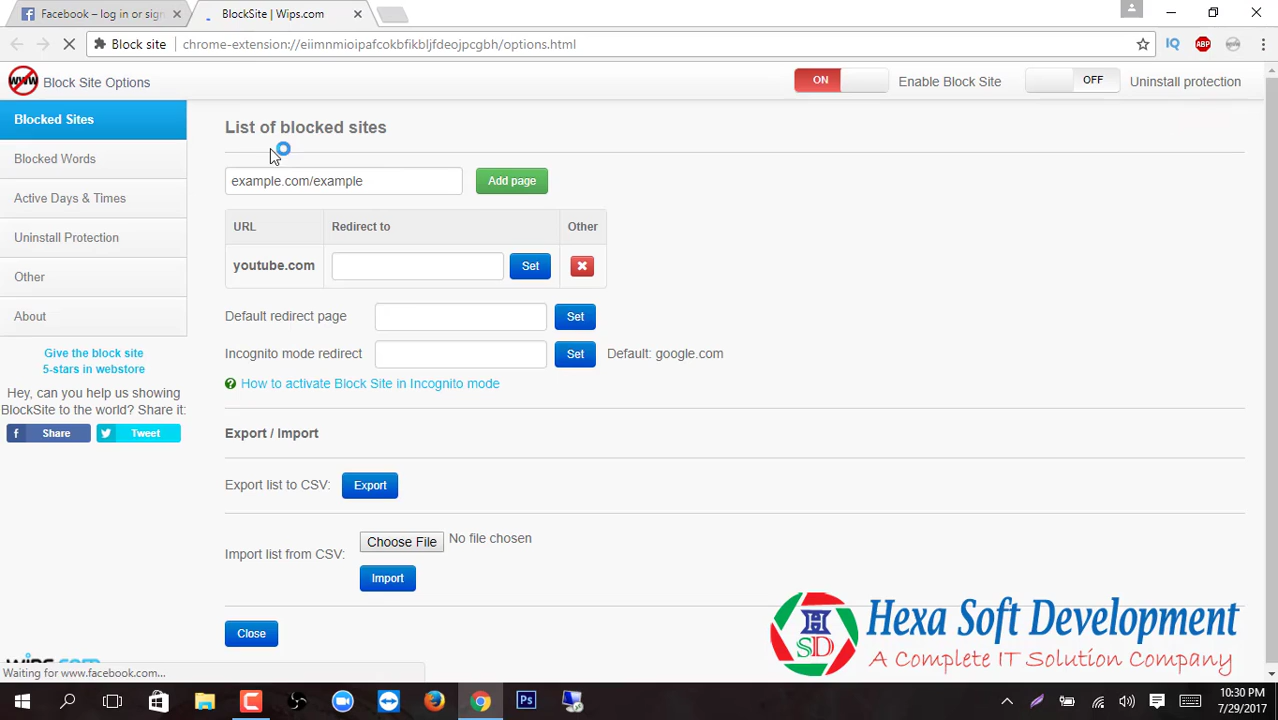 Facebook – log in or sign
BlockSite | Wips.com
Block site
chrome-extension://eiimnmioipafcokbfikbljfdeojpcgbh/options.html
IQ
ABP
WWW
Block Site Options
ON
Enable Block Site
OFF
Uninstall protection
Blocked Sites
Blocked Words
Active Days & Times
Uninstall Protection
Other
About
Give the block site
5-stars in webstore
Hey, can you help us showing
BlockSite to the world? Share it:
f Share
Tweet
List of blocked sites
example.com/example
Add page
URL
Redirect to
Other
youtube.com
Set
Default redirect page
Set
Incognito mode redirect
Set
Default: google.com
How to activate Block Site in Incognito mode
Export / Import
Export list to CSV:
Export
Import list from CSV:
Choose File
No file chosen
Import
Close
Waiting for www.facebook.com...
H
SD
Hexa Soft Development
A Complete IT Solution Company
Ps
10:30 PM
7/29/2017